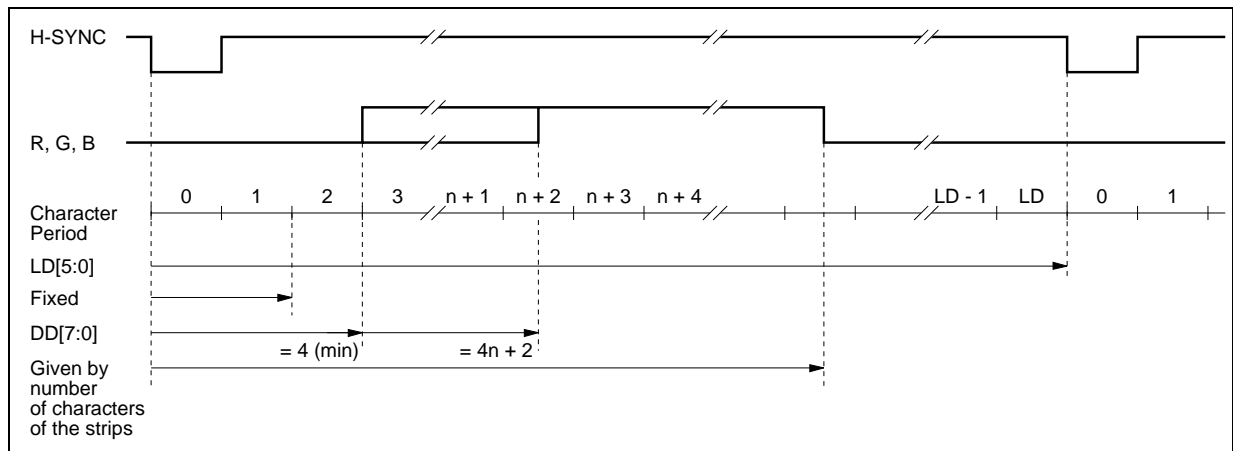 H-SYNC
R, G, B
0 1 2 3 n + 1 n + 2 n + 3 n + 4 LD - 1 LD 0 1
Character
Period
LD[5:0]
Fixed
DD[7:0]
= 4 (min) = 4n + 2
Given by
number
of characters
of the strips